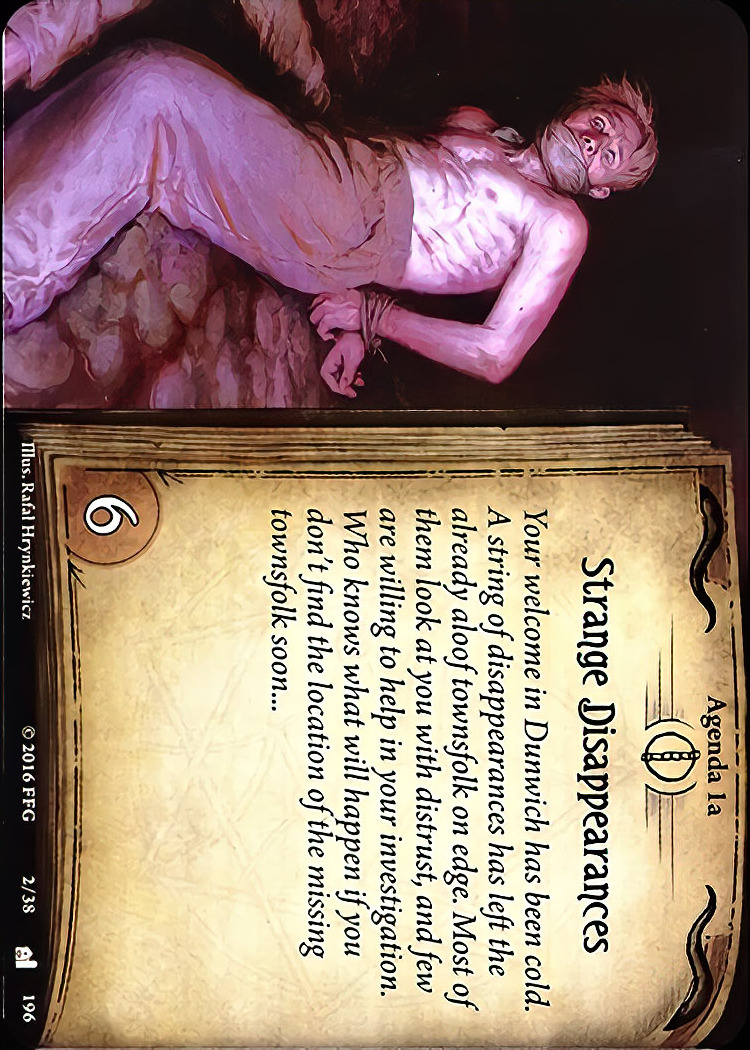 Agenda 1a
Strange Disappearances
Your welcome in Dunwich has been cold.
A string of disappearances has left the
already aloof townsfolk on edge. Most of
them look at you with distrust, and few
are willing to help in your investigation.
Who knows what will happen if you
don't find the location of the missing
townsfolk soon...
6
Illus. Rafał Hrynkiewicz © 2016 FFG 2/38 196